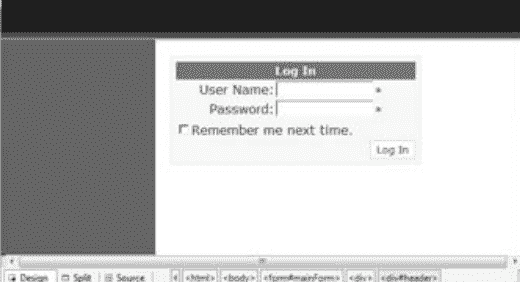 Log In
User Name: *
Password: *
Remember me next time.
Log In
Design Split Source <html> <body> <form#mainForm> <div> <div#header>